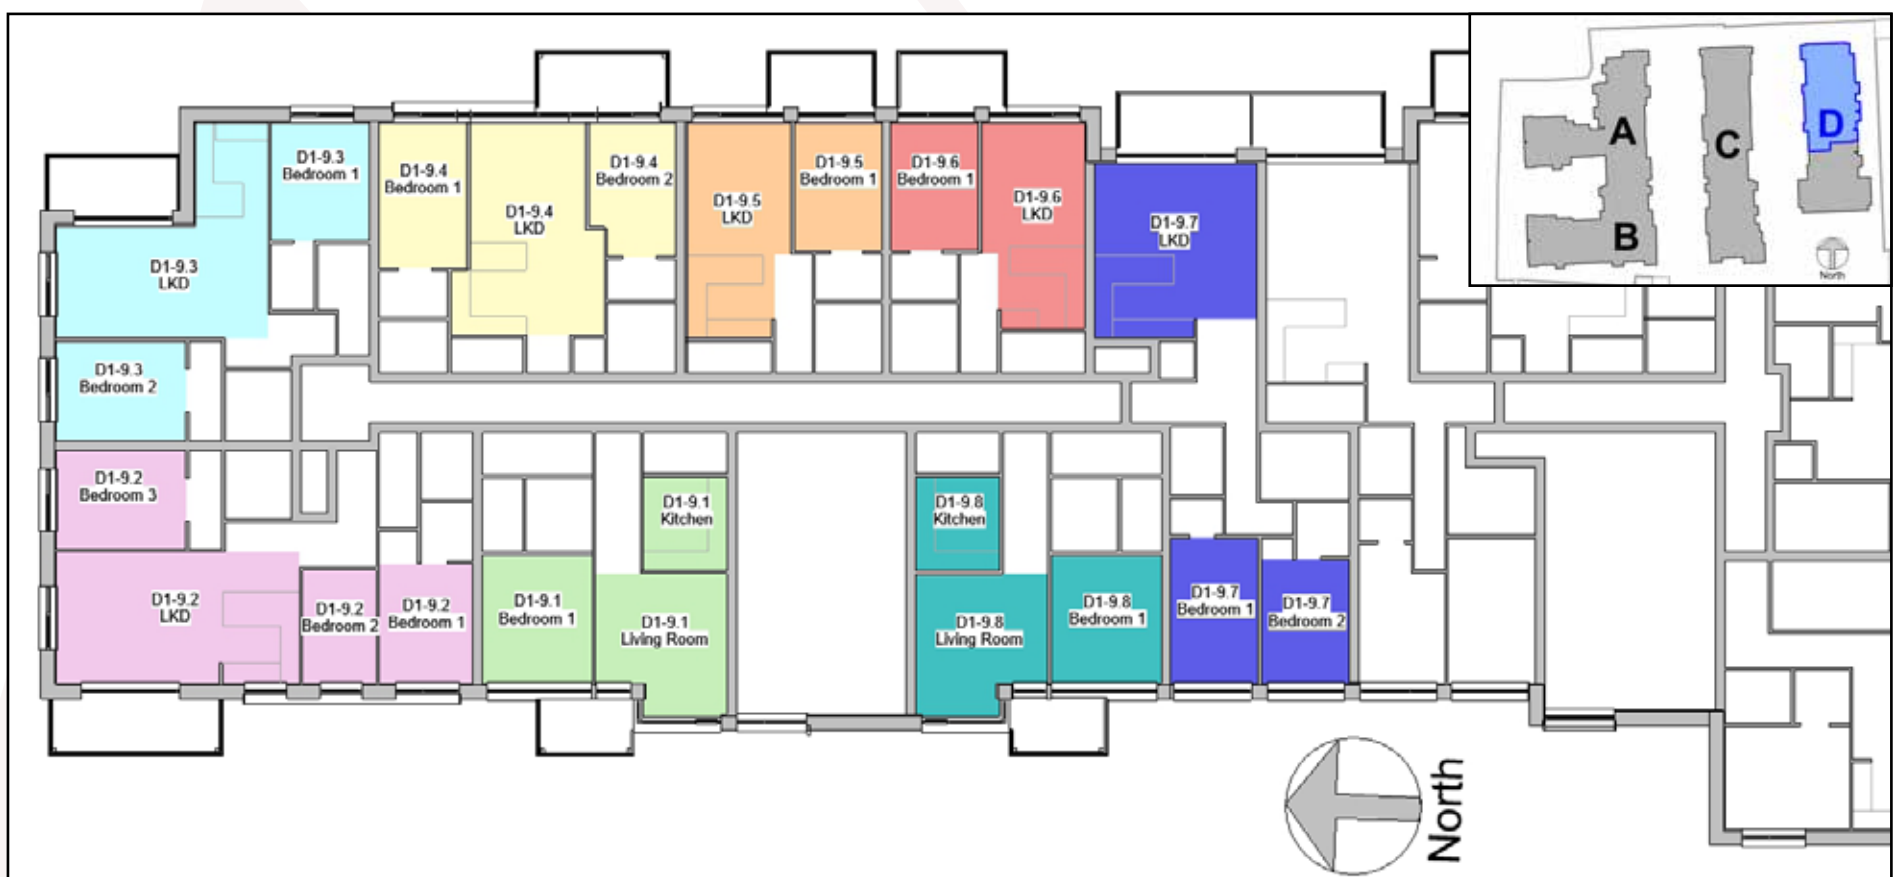 D1-9.3
Bedroom 1
D1-9.4
Bedroom 1
D1-9.4
LKD
D1-9.4
Bedroom 2
D1-9.5
LKD
D1-9.5
Bedroom 1
D1-9.6
Bedroom 1
D1-9.6
LKD
D1-9.7
LKD
D1-9.3
LKD
D1-9.3
Bedroom 2
D1-9.2
Bedroom 3
D1-9.1
Kitchen
D1-9.8
Kitchen
D1-9.2
LKD
D1-9.2
Bedroom 2
D1-9.2
Bedroom 1
D1-9.1
Bedroom 1
D1-9.1
Living Room
D1-9.8
Living Room
D1-9.8
Bedroom 1
D1-9.7
Bedroom 1
D1-9.7
Bedroom 2
North
A
B
C
D
North